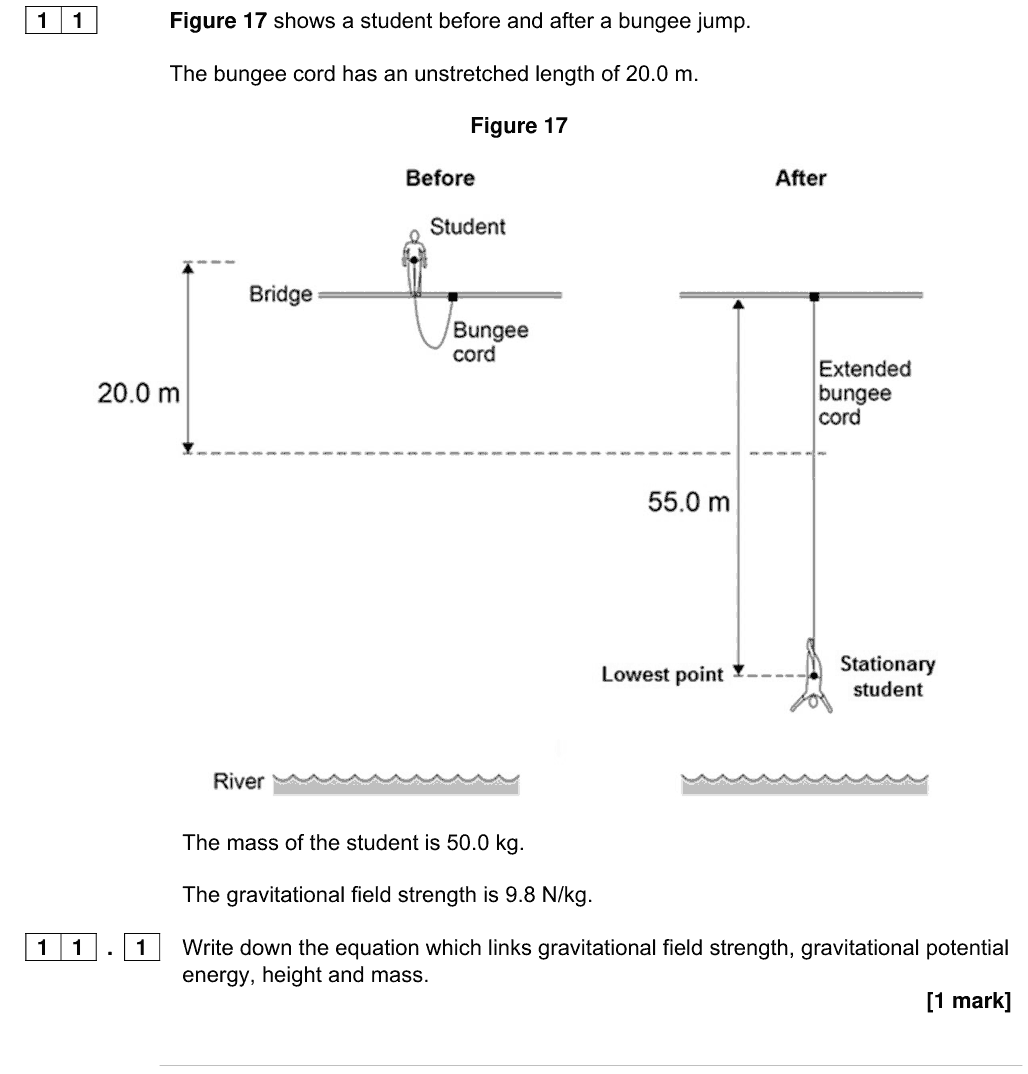 1 1 Figure 17 shows a student before and after a bungee jump.
The bungee cord has an unstretched length of 20.0 m.
Figure 17
Before After
Student
Bridge
Bungee
cord
Extended
bungee
cord
20.0 m
55.0 m
Lowest point
Stationary
student
River
The mass of the student is 50.0 kg.
The gravitational field strength is 9.8 N/kg.
1 1 . 1 Write down the equation which links gravitational field strength, gravitational potential
energy, height and mass.
[1 mark]